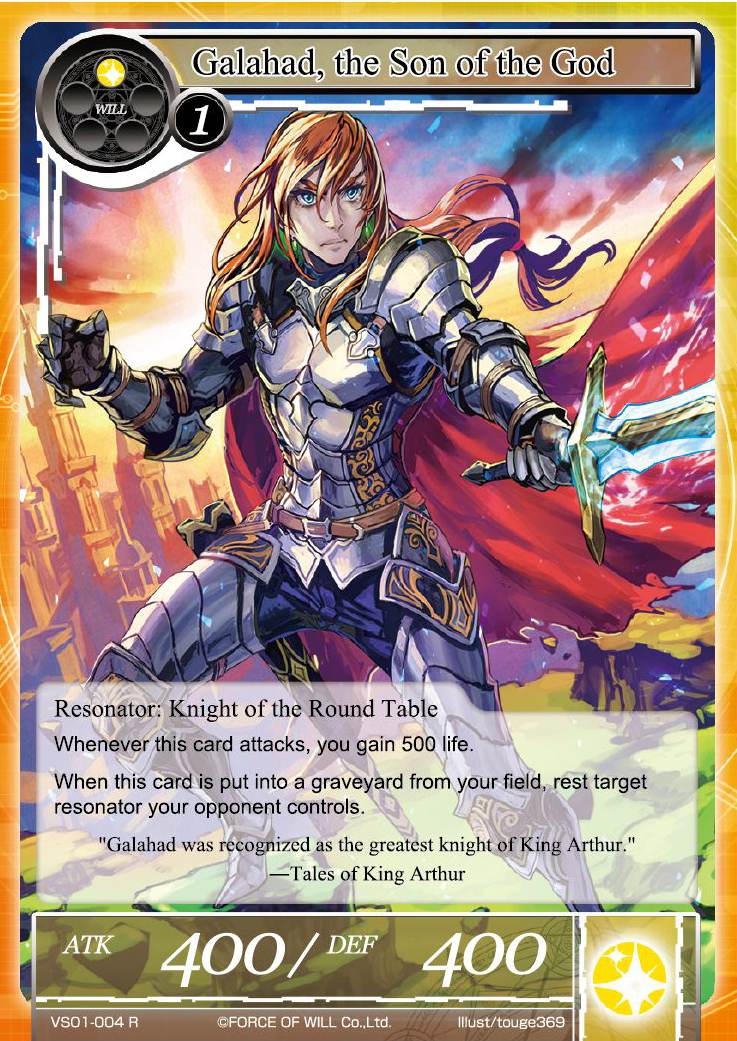 Galahad, the Son of the God
WILL
1
Resonator: Knight of the Round Table
Whenever this card attacks, you gain 500 life.
When this card is put into a graveyard from your field, rest target
resonator your opponent controls.
"Galahad was recognized as the greatest knight of King Arthur."
—Tales of King Arthur
ATK 400 / DEF 400
VS01-004 R ©FORCE OF WILL Co.,Ltd. Illust/touge369